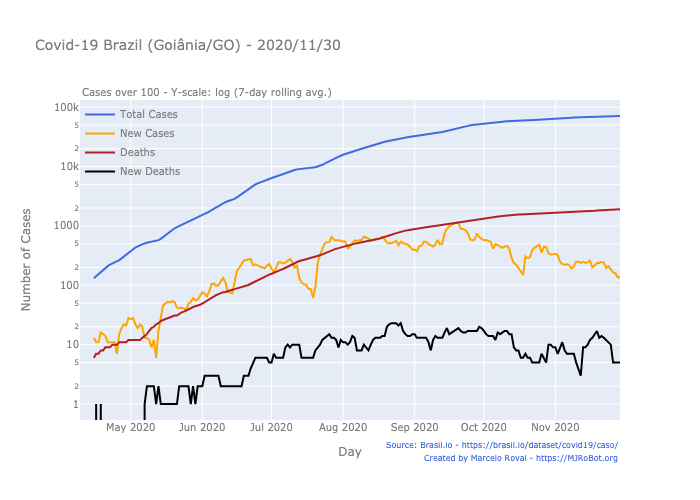 Covid-19 Brazil (Goiânia/GO) - 2020/11/30
Cases over 100 - Y-scale: log (7-day rolling avg.)
Total Cases
New Cases
Deaths
New Deaths
Number of Cases
100k
5
2
10k
5
2
1000
5
2
100
5
2
10
5
2
1
May 2020
Jun 2020
Jul 2020
Aug 2020
Sep 2020
Oct 2020
Nov 2020
Day
Source: Brasil.io - https://brasil.io/dataset/covid19/caso/
Created by Marcelo Rovai - https://MJRoBot.org